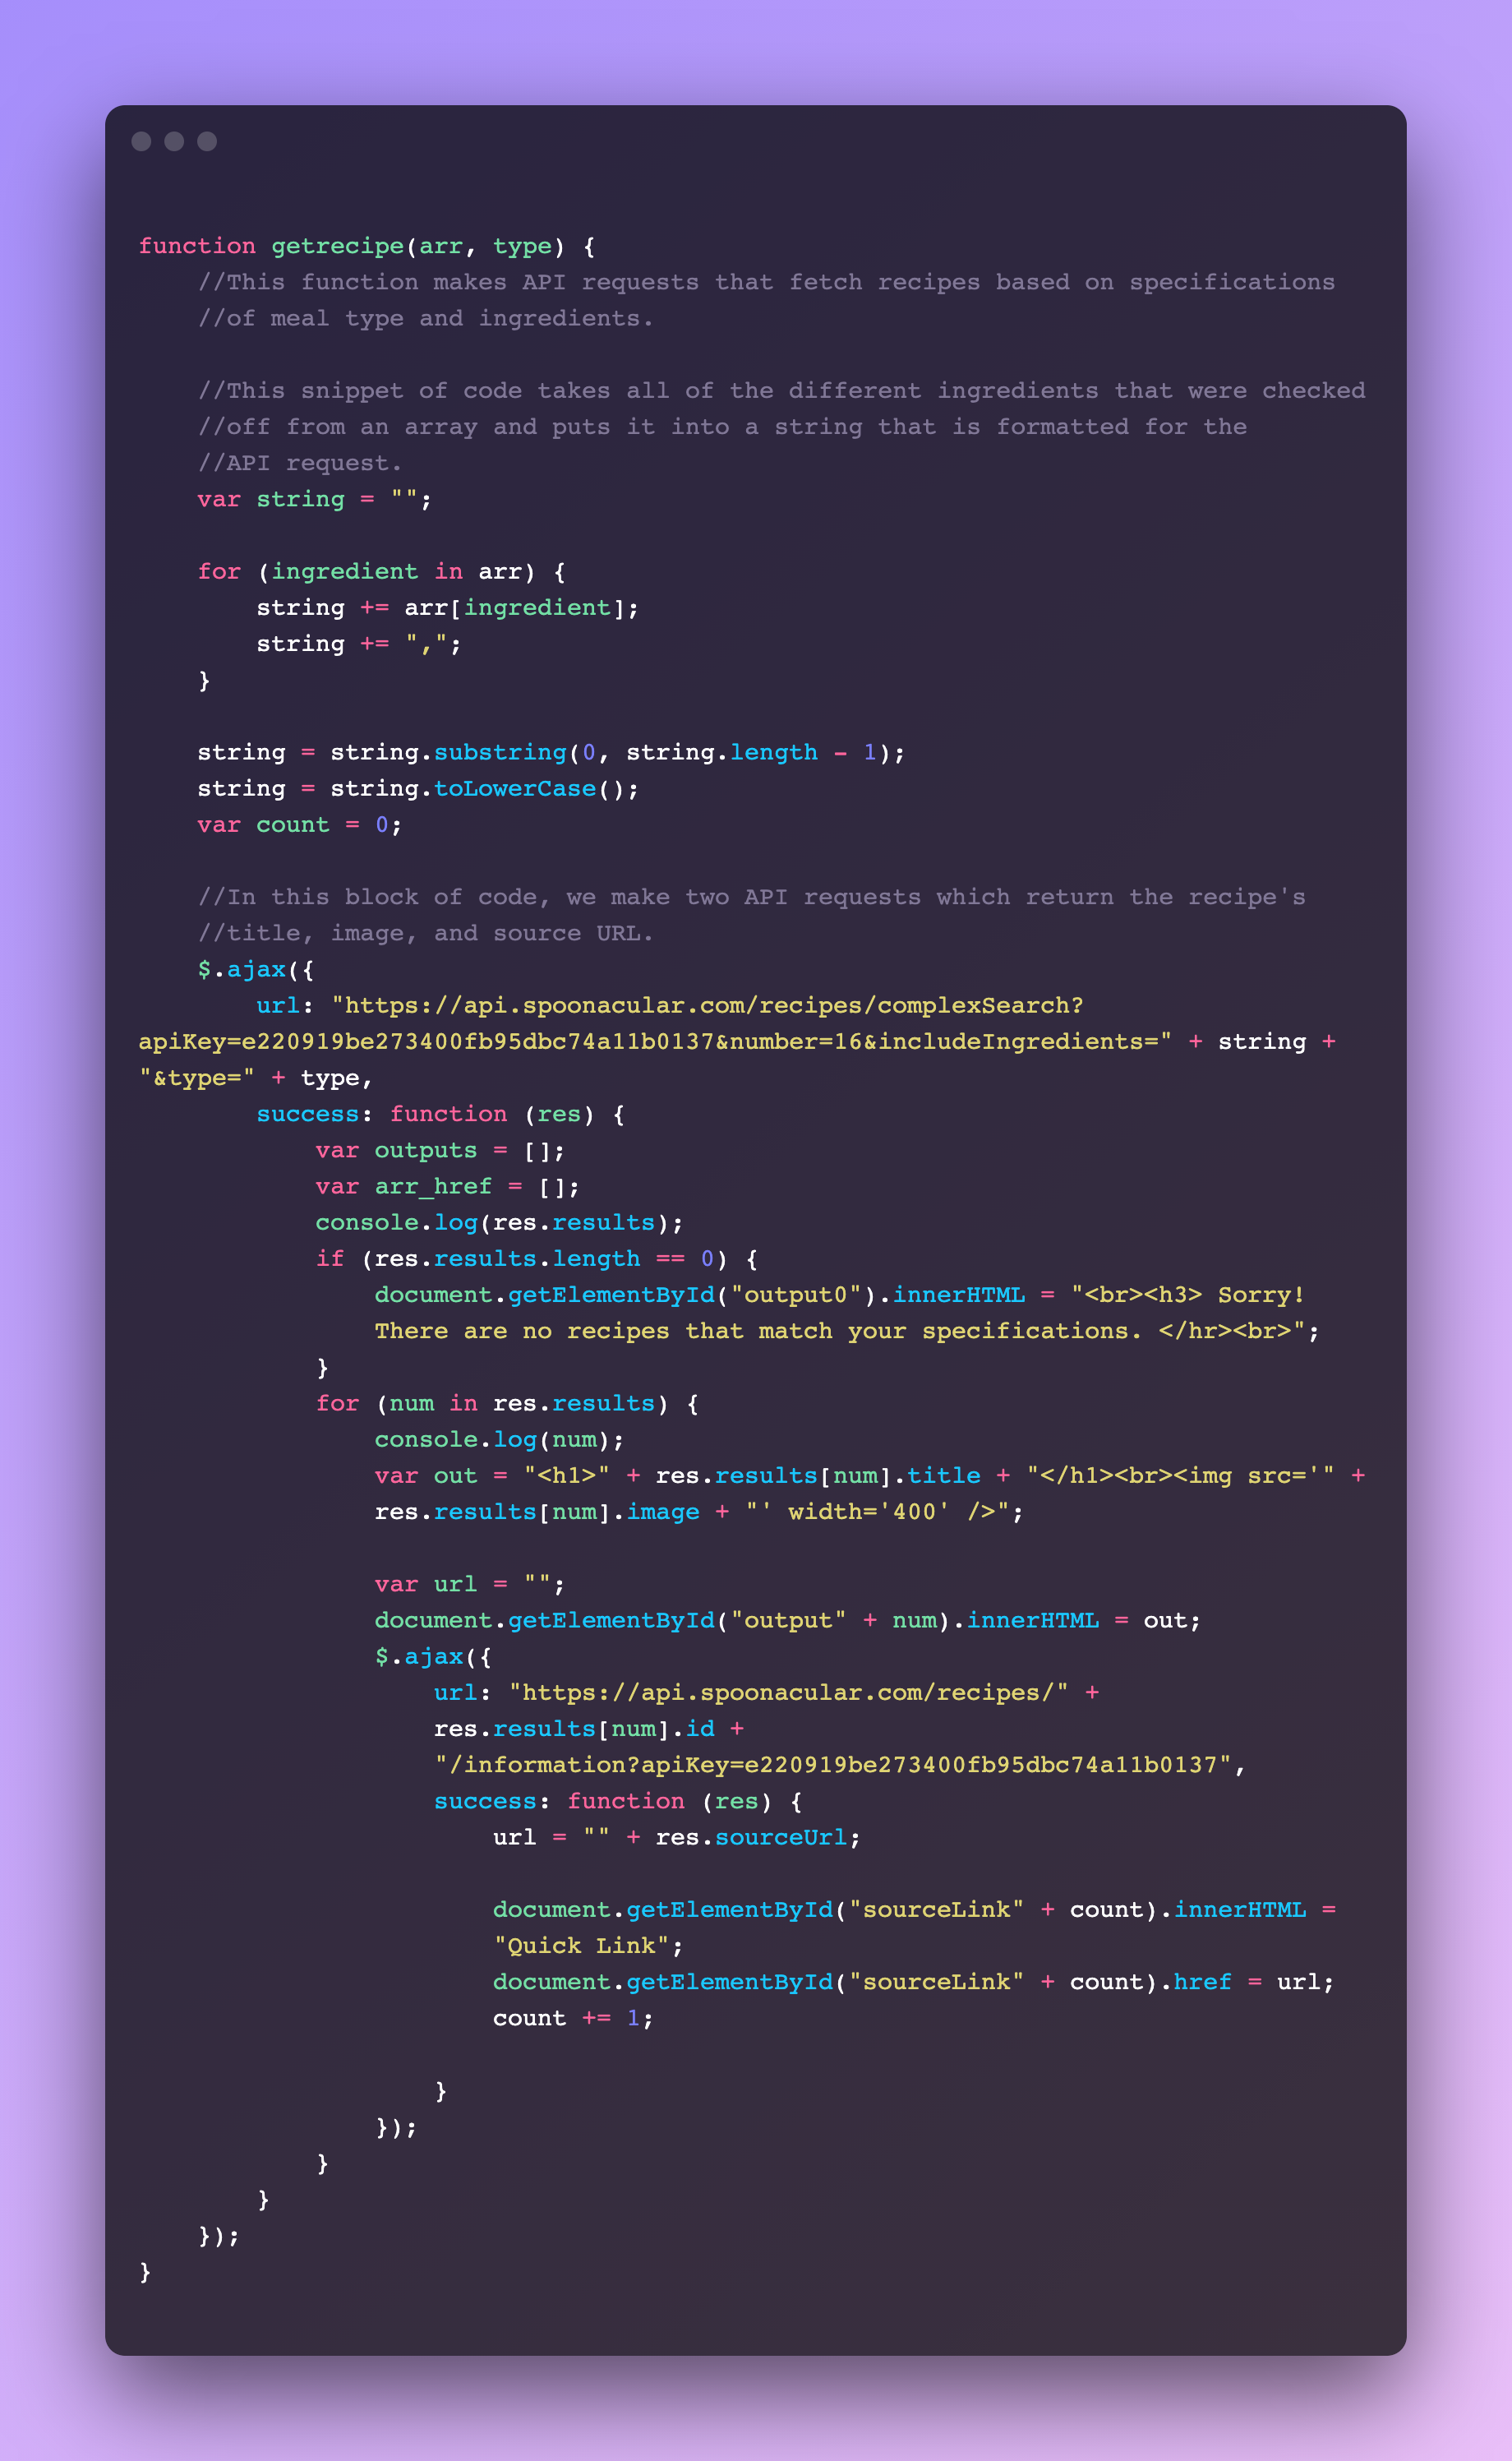 function getrecipe(arr, type) {
    //This function makes API requests that fetch recipes based on specifications
    //of meal type and ingredients.

    //This snippet of code takes all of the different ingredients that were checked
    //off from an array and puts it into a string that is formatted for the
    //API request.
    var string = "";

    for (ingredient in arr) {
        string += arr[ingredient];
        string += ",";
    }

    string = string.substring(0, string.length - 1);
    string = string.toLowerCase();
    var count = 0;

    //In this block of code, we make two API requests which return the recipe's
    //title, image, and source URL.
    $.ajax({
        url: "https://api.spoonacular.com/recipes/complexSearch?
apiKey=e220919be273400fb95dbc74a11b0137&number=16&includeIngredients=" + string +
"&type=" + type,
        success: function (res) {
            var outputs = [];
            var arr_href = [];
            console.log(res.results);
            if (res.results.length == 0) {
                document.getElementById("output0").innerHTML = "<br><h3> Sorry!
                There are no recipes that match your specifications. </hr><br>";
            }
            for (num in res.results) {
                console.log(num);
                var out = "<h1>" + res.results[num].title + "</h1><br><img src='" +
                res.results[num].image + "' width='400' />";

                var url = "";
                document.getElementById("output" + num).innerHTML = out;
                $.ajax({
                    url: "https://api.spoonacular.com/recipes/" +
                    res.results[num].id +
                    "/information?apiKey=e220919be273400fb95dbc74a11b0137",
                    success: function (res) {
                        url = "" + res.sourceUrl;

                        document.getElementById("sourceLink" + count).innerHTML =
                        "Quick Link";
                        document.getElementById("sourceLink" + count).href = url;
                        count += 1;

                    }
                });
            }
        }
    });
}